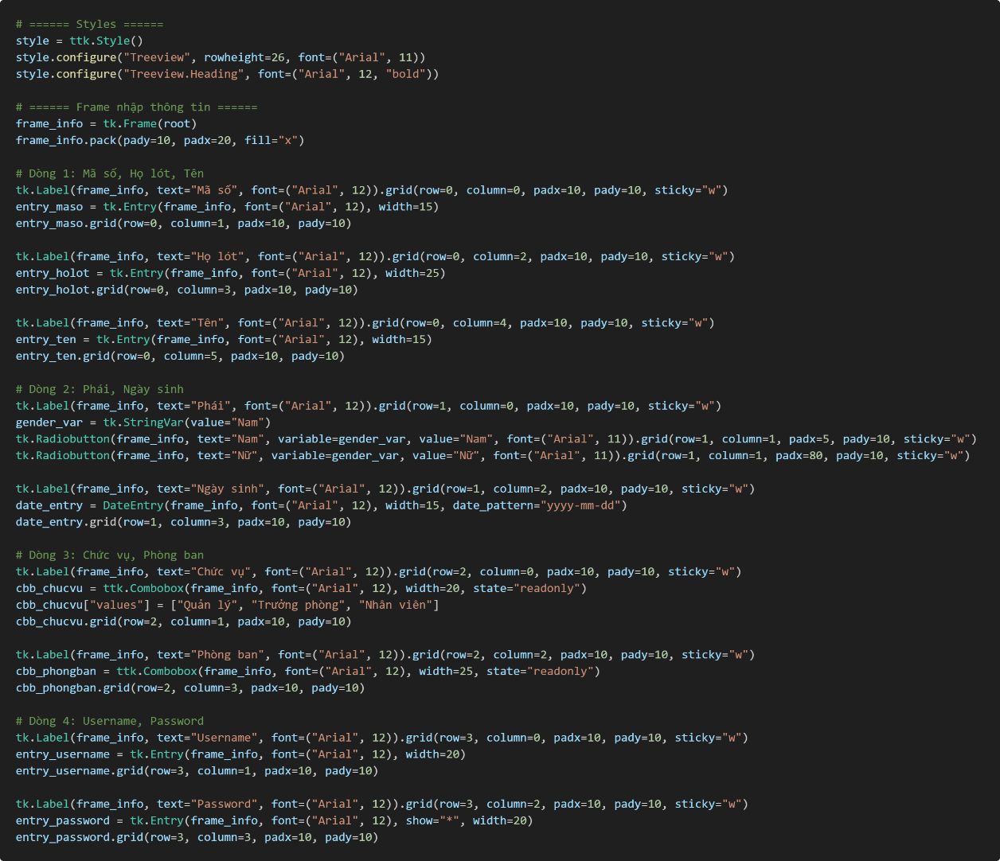 # ====== Styles ======
style = ttk.Style()
style.configure("Treeview", rowheight=26, font=("Arial", 11))
style.configure("Treeview.Heading", font=("Arial", 12, "bold"))

# ====== Frame nhập thông tin ======
frame_info = tk.Frame(root)
frame_info.pack(pady=10, padx=20, fill="x")

# Dòng 1: Mã số, Họ lót, Tên
tk.Label(frame_info, text="Mã số", font=("Arial", 12)).grid(row=0, column=0, padx=10, pady=10, sticky="w")
entry_maso = tk.Entry(frame_info, font=("Arial", 12), width=15)
entry_maso.grid(row=0, column=1, padx=10, pady=10)

tk.Label(frame_info, text="Họ lót", font=("Arial", 12)).grid(row=0, column=2, padx=10, pady=10, sticky="w")
entry_holot = tk.Entry(frame_info, font=("Arial", 12), width=25)
entry_holot.grid(row=0, column=3, padx=10, pady=10)

tk.Label(frame_info, text="Tên", font=("Arial", 12)).grid(row=0, column=4, padx=10, pady=10, sticky="w")
entry_ten = tk.Entry(frame_info, font=("Arial", 12), width=15)
entry_ten.grid(row=0, column=5, padx=10, pady=10)

# Dòng 2: Phái, Ngày sinh
tk.Label(frame_info, text="Phái", font=("Arial", 12)).grid(row=1, column=0, padx=10, pady=10, sticky="w")
gender_var = tk.StringVar(value="Nam")
tk.Radiobutton(frame_info, text="Nam", variable=gender_var, value="Nam", font=("Arial", 11)).grid(row=1, column=1, padx=5, pady=10, sticky="w")
tk.Radiobutton(frame_info, text="Nữ", variable=gender_var, value="Nữ", font=("Arial", 11)).grid(row=1, column=1, padx=80, pady=10, sticky="w")

tk.Label(frame_info, text="Ngày sinh", font=("Arial", 12)).grid(row=1, column=2, padx=10, pady=10, sticky="w")
date_entry = DateEntry(frame_info, font=("Arial", 12), width=15, date_pattern="yyyy-mm-dd")
date_entry.grid(row=1, column=3, padx=10, pady=10)

# Dòng 3: Chức vụ, Phòng ban
tk.Label(frame_info, text="Chức vụ", font=("Arial", 12)).grid(row=2, column=0, padx=10, pady=10, sticky="w")
cbb_chucvu = ttk.Combobox(frame_info, font=("Arial", 12), width=20, state="readonly")
cbb_chucvu["values"] = ["Quản lý", "Trưởng phòng", "Nhân viên"]
cbb_chucvu.grid(row=2, column=1, padx=10, pady=10)

tk.Label(frame_info, text="Phòng ban", font=("Arial", 12)).grid(row=2, column=2, padx=10, pady=10, sticky="w")
cbb_phongban = ttk.Combobox(frame_info, font=("Arial", 12), width=25, state="readonly")
cbb_phongban.grid(row=2, column=3, padx=10, pady=10)

# Dòng 4: Username, Password
tk.Label(frame_info, text="Username", font=("Arial", 12)).grid(row=3, column=0, padx=10, pady=10, sticky="w")
entry_username = tk.Entry(frame_info, font=("Arial", 12), width=20)
entry_username.grid(row=3, column=1, padx=10, pady=10)

tk.Label(frame_info, text="Password", font=("Arial", 12)).grid(row=3, column=2, padx=10, pady=10, sticky="w")
entry_password = tk.Entry(frame_info, font=("Arial", 12), show="*", width=20)
entry_password.grid(row=3, column=3, padx=10, pady=10)